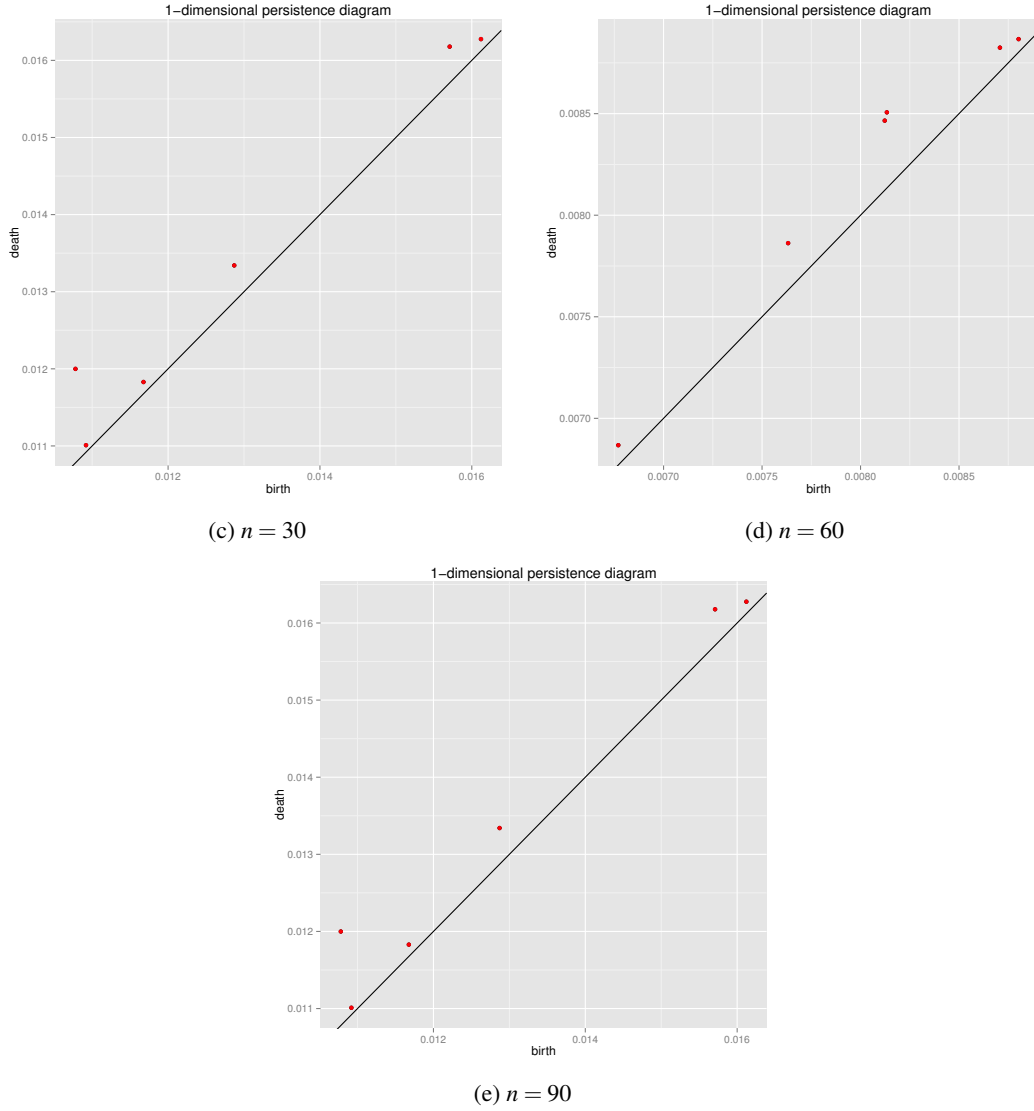 1−dimensional persistence diagram
0.016
0.015
0.014
0.013
0.012
0.011
death
0.012 0.014 0.016
birth
(c) n = 30
1−dimensional persistence diagram
0.0085
0.0080
0.0075
0.0070
death
0.0070 0.0075 0.0080 0.0085
birth
(d) n = 60
1−dimensional persistence diagram
0.016
0.015
0.014
0.013
0.012
0.011
death
0.012 0.014 0.016
birth
(e) n = 90